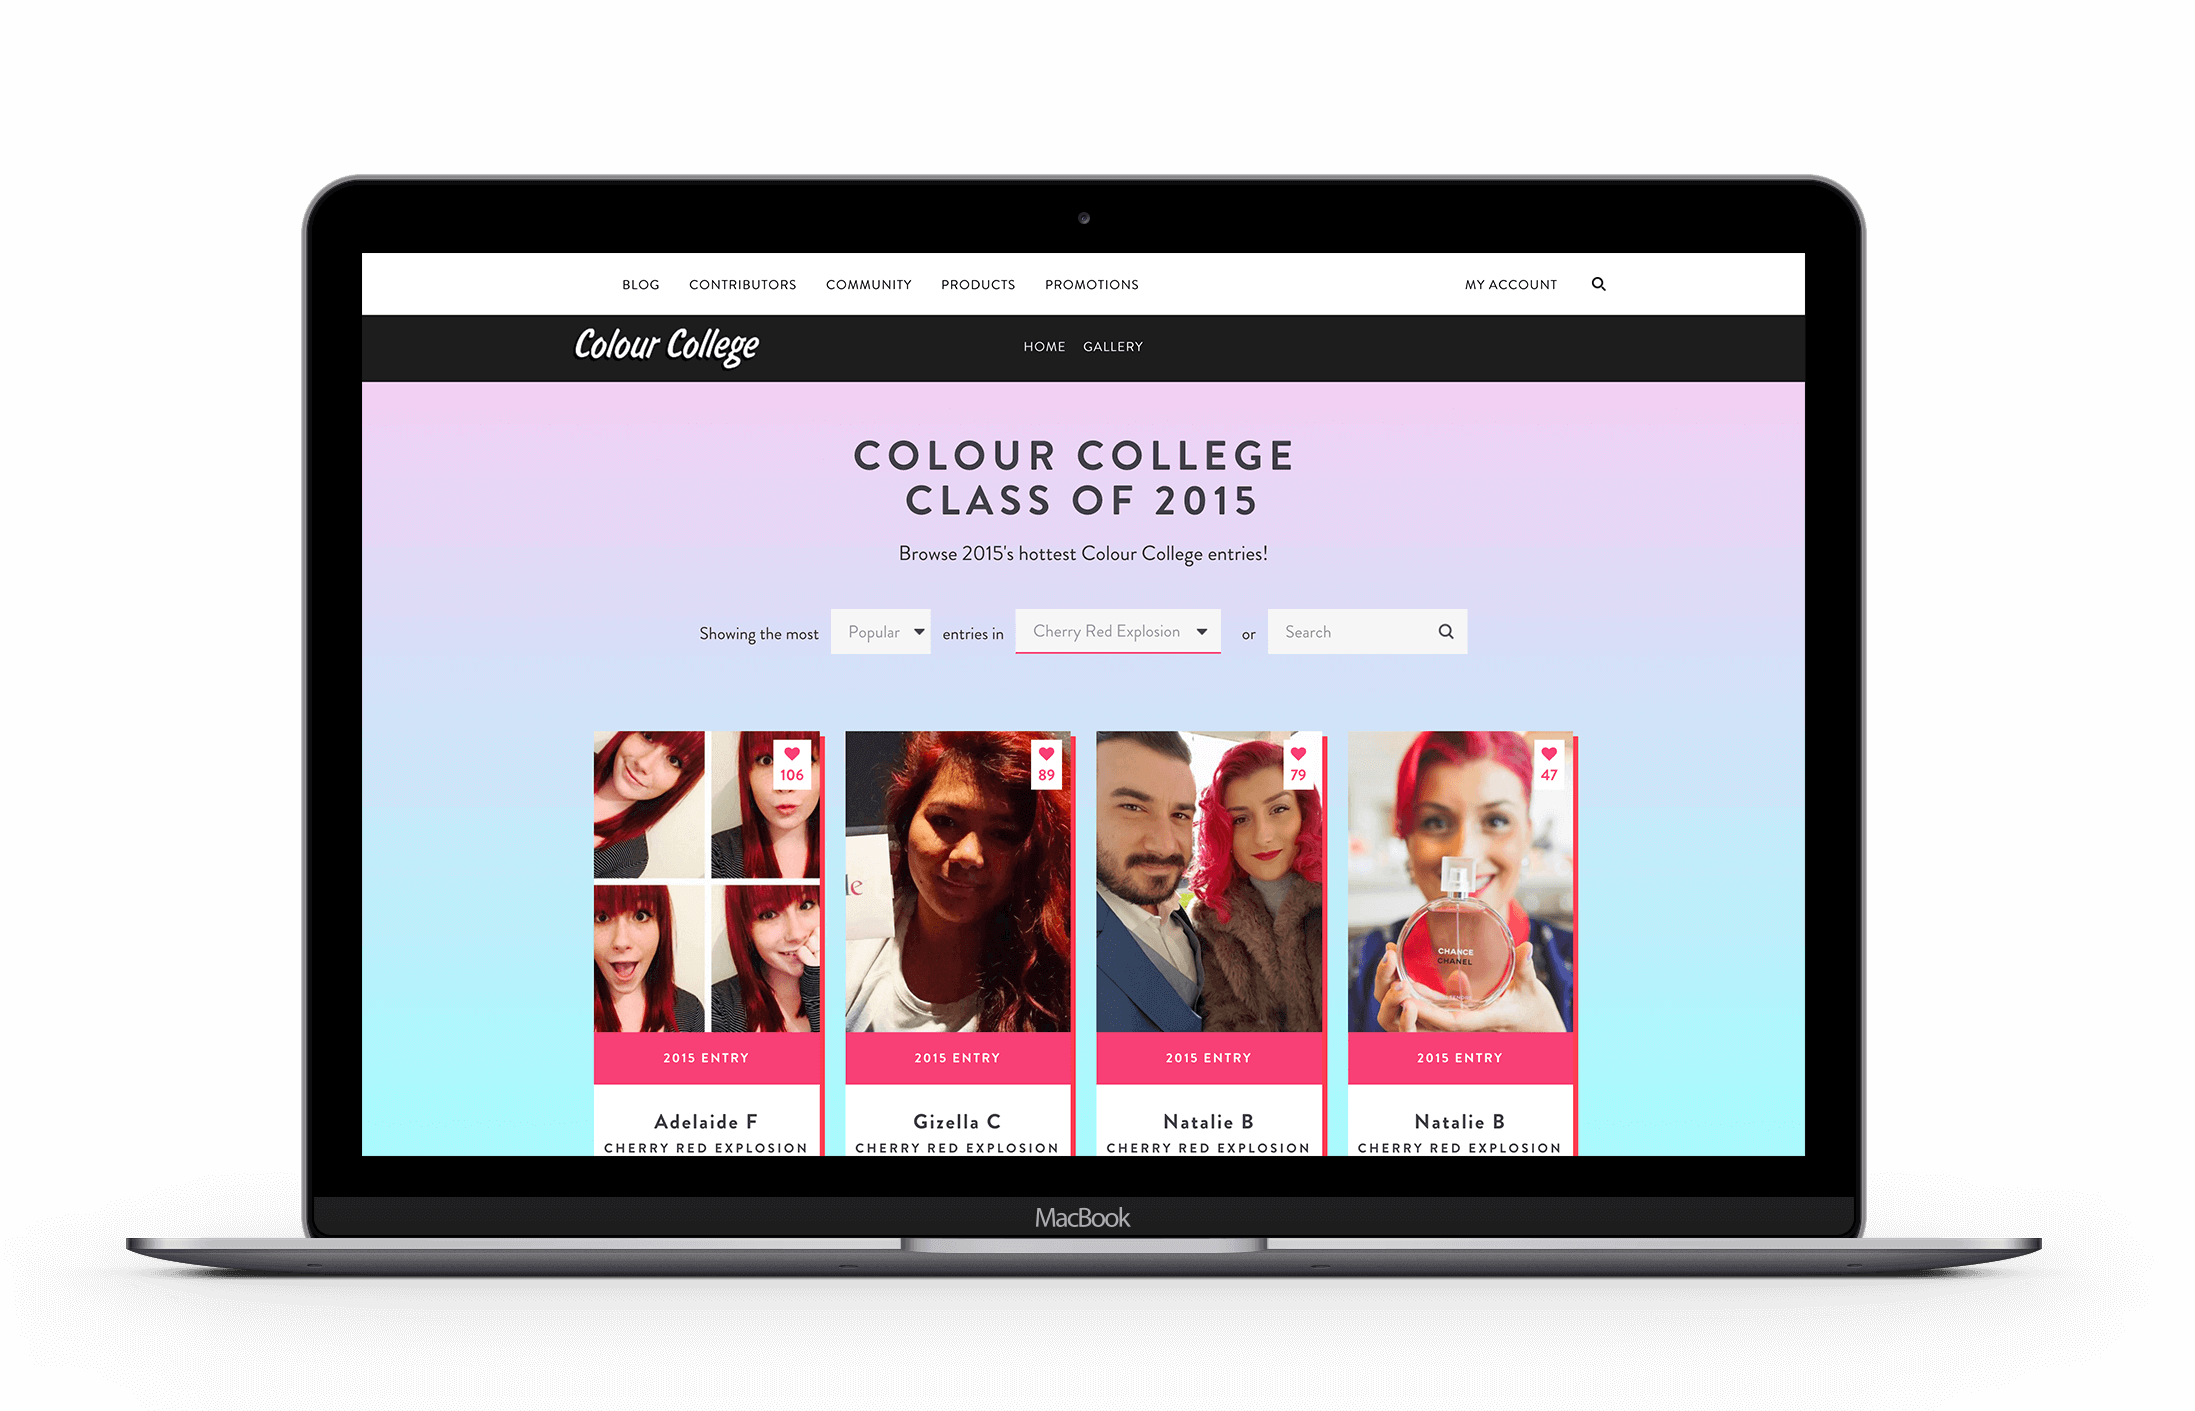 BLOG CONTRIBUTORS COMMUNITY PRODUCTS PROMOTIONS MY ACCOUNT
Colour College HOME GALLERY
COLOUR COLLEGE
CLASS OF 2015
Browse 2015's hottest Colour College entries!
Showing the most Popular entries in Cherry Red Explosion or Search
106 89 79 47
CHANCE
CHANEL
2015 ENTRY 2015 ENTRY 2015 ENTRY 2015 ENTRY
Adelaide F Gizella C Natalie B Natalie B
CHERRY RED EXPLOSION CHERRY RED EXPLOSION CHERRY RED EXPLOSION CHERRY RED EXPLOSION
MacBook